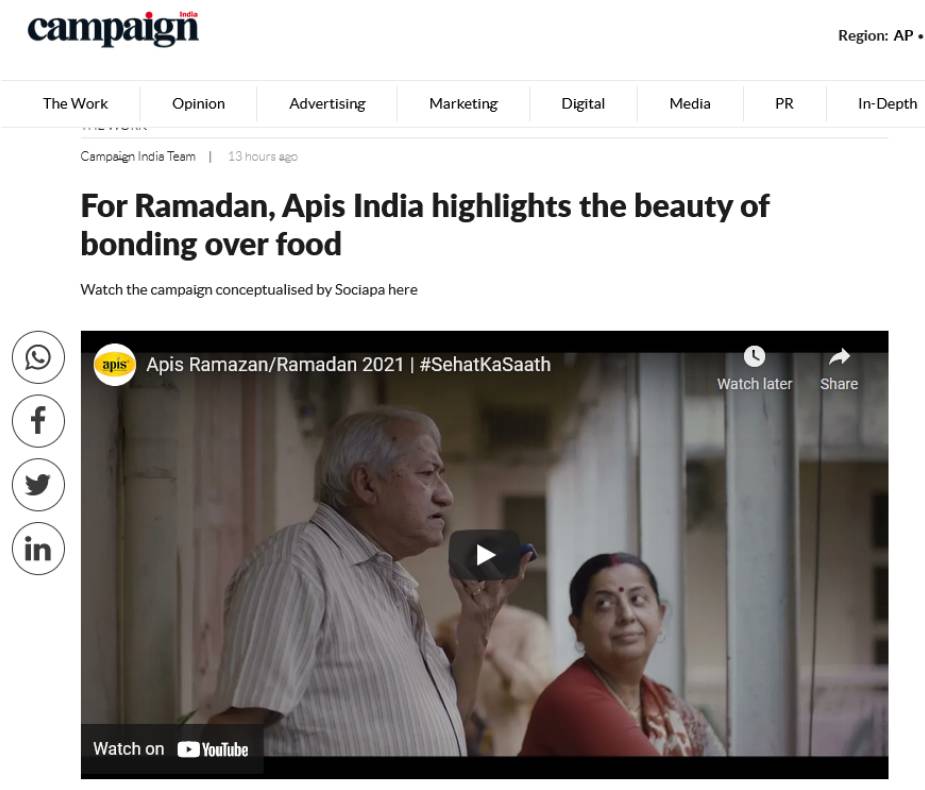 India
campaign
Region: AP •
The Work
Opinion
Advertising
Marketing
Digital
Media
PR
In-Depth
THE WORK
Campaign India Team | 13 hours ago
For Ramadan, Apis India highlights the beauty of
bonding over food
Watch the campaign conceptualised by Sociapa here
apis
Apis Ramazan/Ramadan 2021 | #SehatKaSaath
Watch later
Share
in
Watch on YouTube